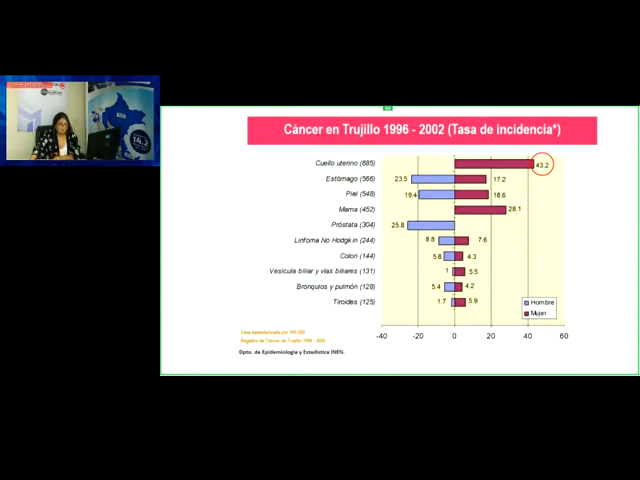 Cáncer en Trujillo 1996 - 2002 (Tasa de incidencia*)
Cuello uterino (685) 43.2
Estómago (566) 23.5 17.2
Piel (548) 19.4 18.6
Mama (452) 28.1
Próstata (304) 25.8
Linfoma No Hodgkin (244) 8.8 7.6
Colon (144) 5.8 4.3
Vesícula biliar y vías biliares (131) 1 5.5
Bronquios y pulmón (128) 5.4 4.2
Tiroides (125) 1.7 5.9
Hombre
Mujer
-40 -20 0 20 40 60
Tasa estandarizada por 100,000
Registro de Cáncer en Trujillo 1996 - 2002
Dpto. de Epidemiología y Estadística INEN.
14.2